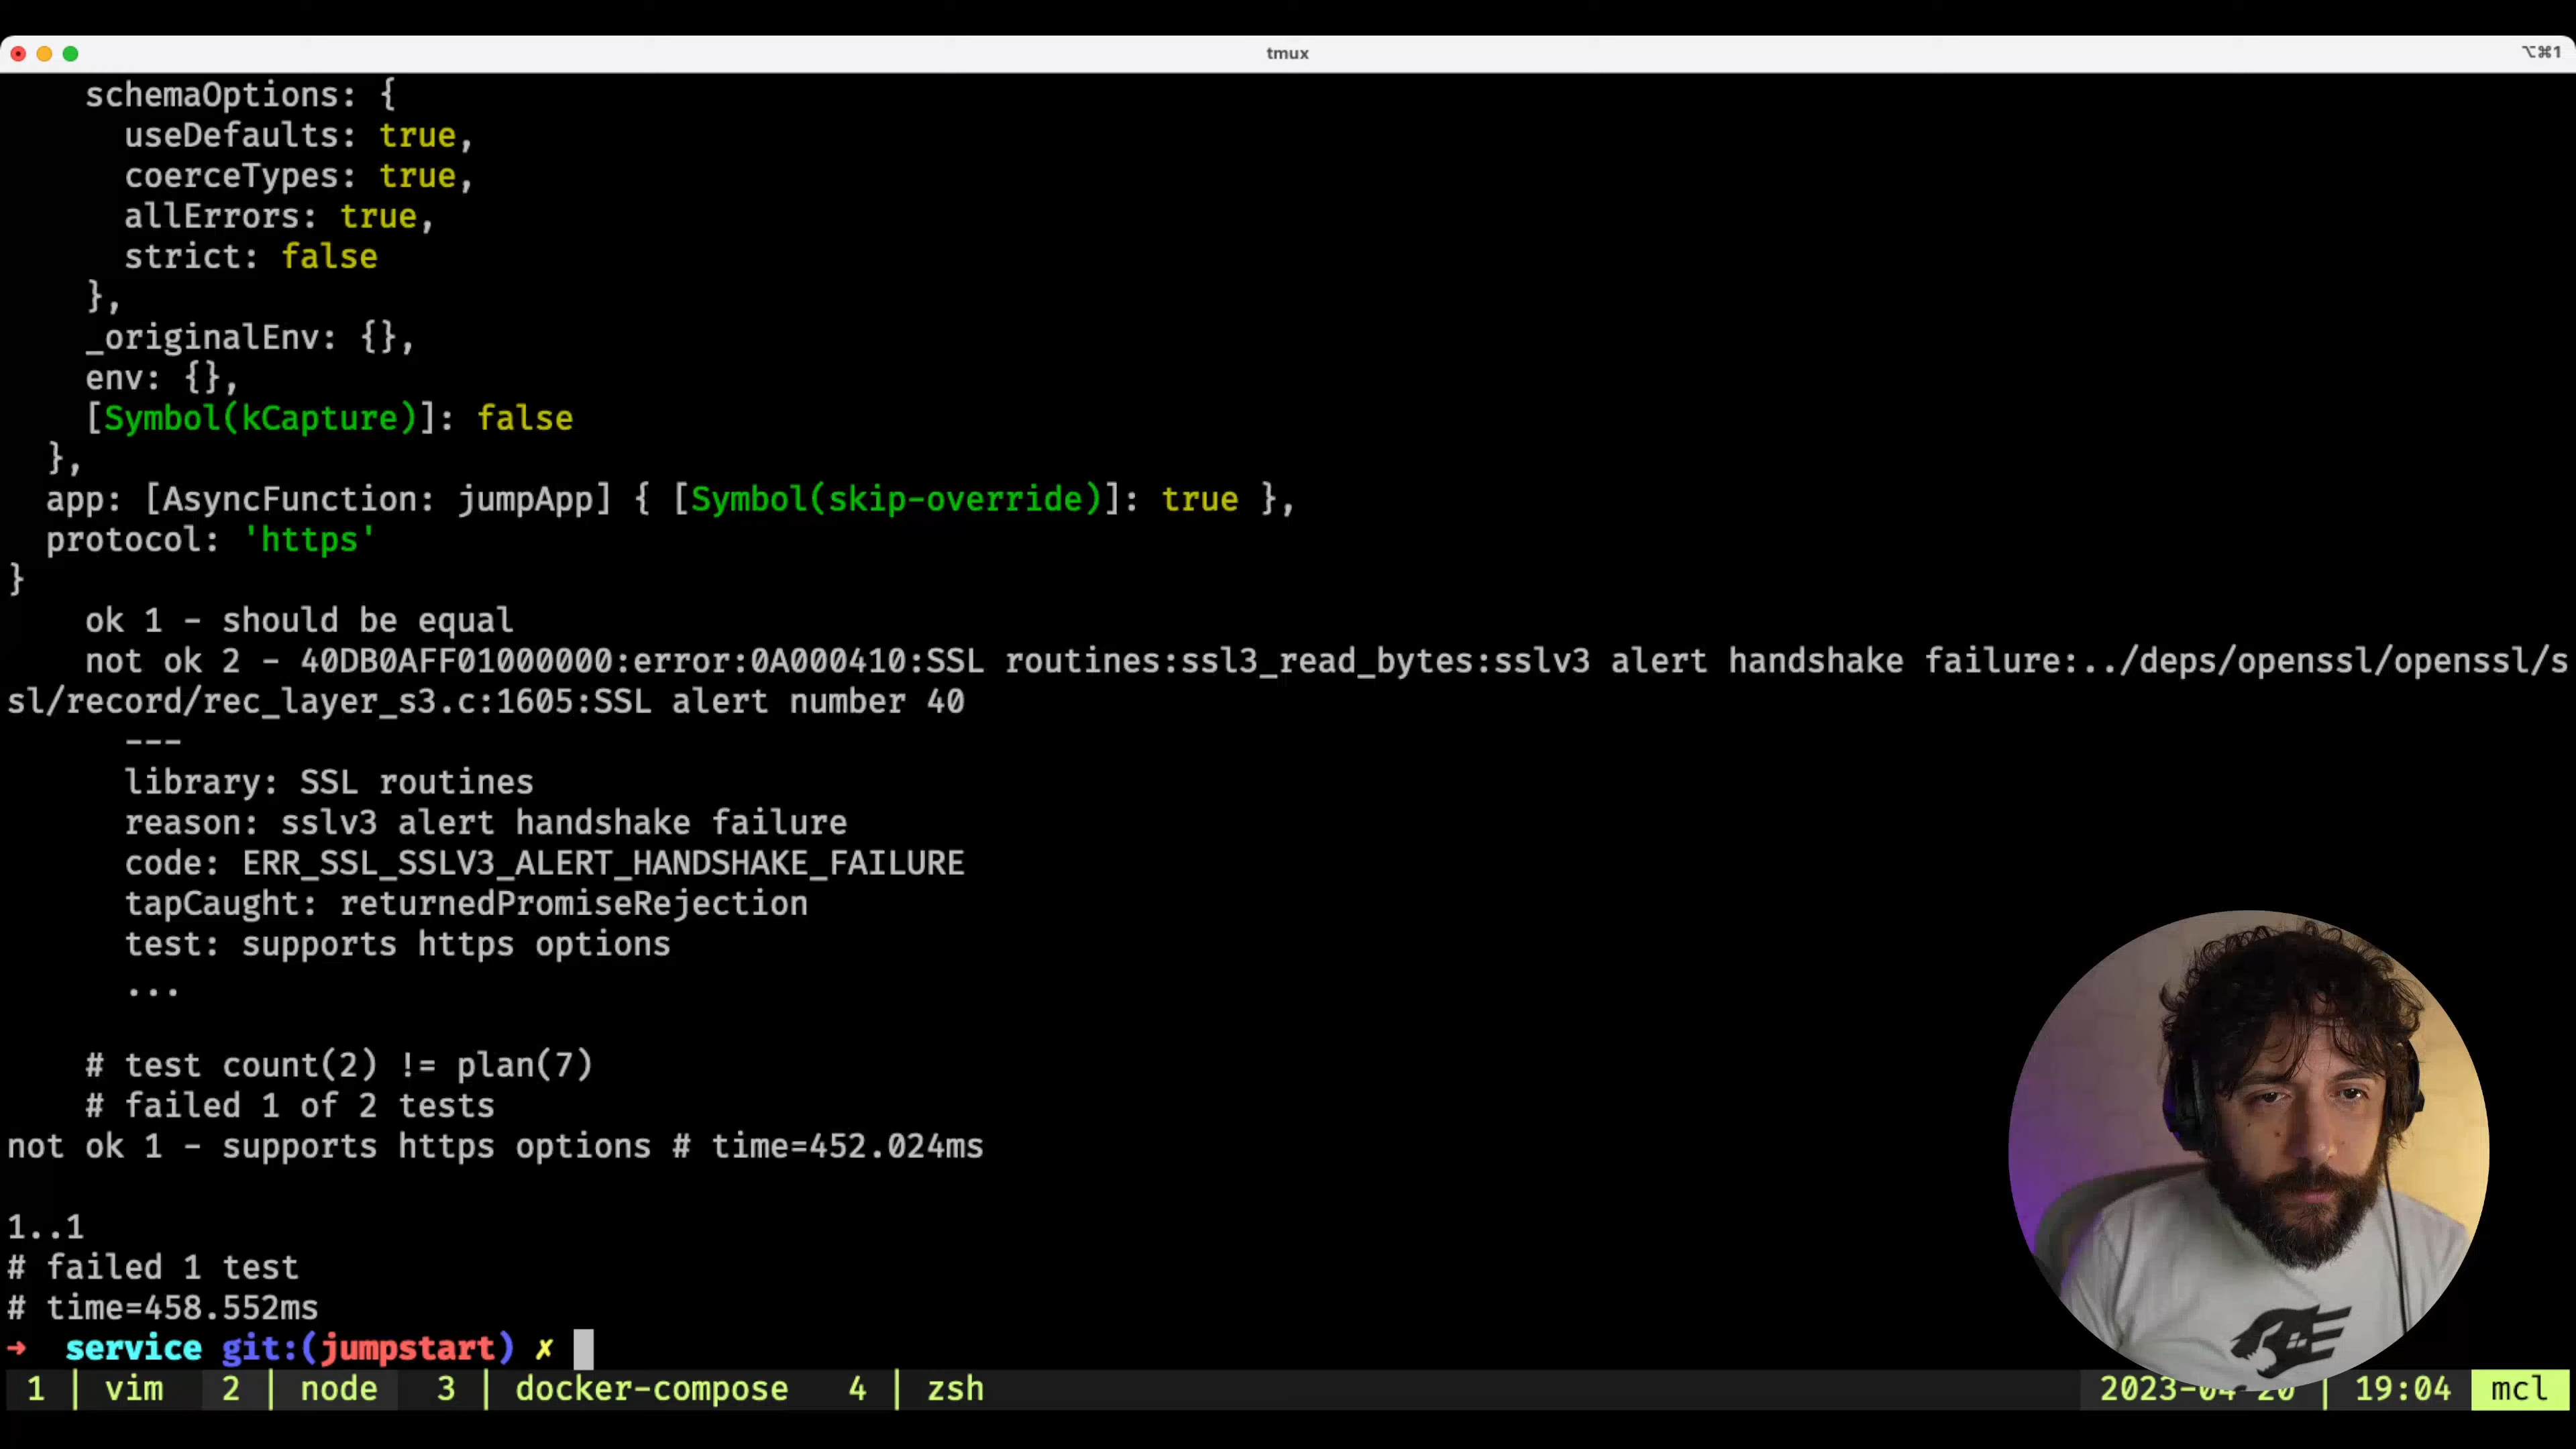 tmux
⌥⌘1
schemaOptions: {
useDefaults: true,
coerceTypes: true,
allErrors: true,
strict: false
},
_originalEnv: {},
env: {},
[Symbol(kCapture)]: false
},
app: [AsyncFunction: jumpApp] { [Symbol(skip-override)]: true },
protocol: 'https'
}
ok 1 - should be equal
not ok 2 - 40DB0AFF01000000:error:0A000410:SSL routines:ssl3_read_bytes:sslv3 alert handshake failure:../deps/openssl/openssl/s
sl/record/rec_layer_s3.c:1605:SSL alert number 40
---
library: SSL routines
reason: sslv3 alert handshake failure
code: ERR_SSL_SSLV3_ALERT_HANDSHAKE_FAILURE
tapCaught: returnedPromiseRejection
test: supports https options
...
# test count(2) != plan(7)
# failed 1 of 2 tests
not ok 1 - supports https options # time=452.024ms
1..1
# failed 1 test
# time=458.552ms
→ service git:(jumpstart) ✗
1 | vim 2 | node 3 | docker-compose 4 | zsh 2023-04-20 | 19:04 mcl